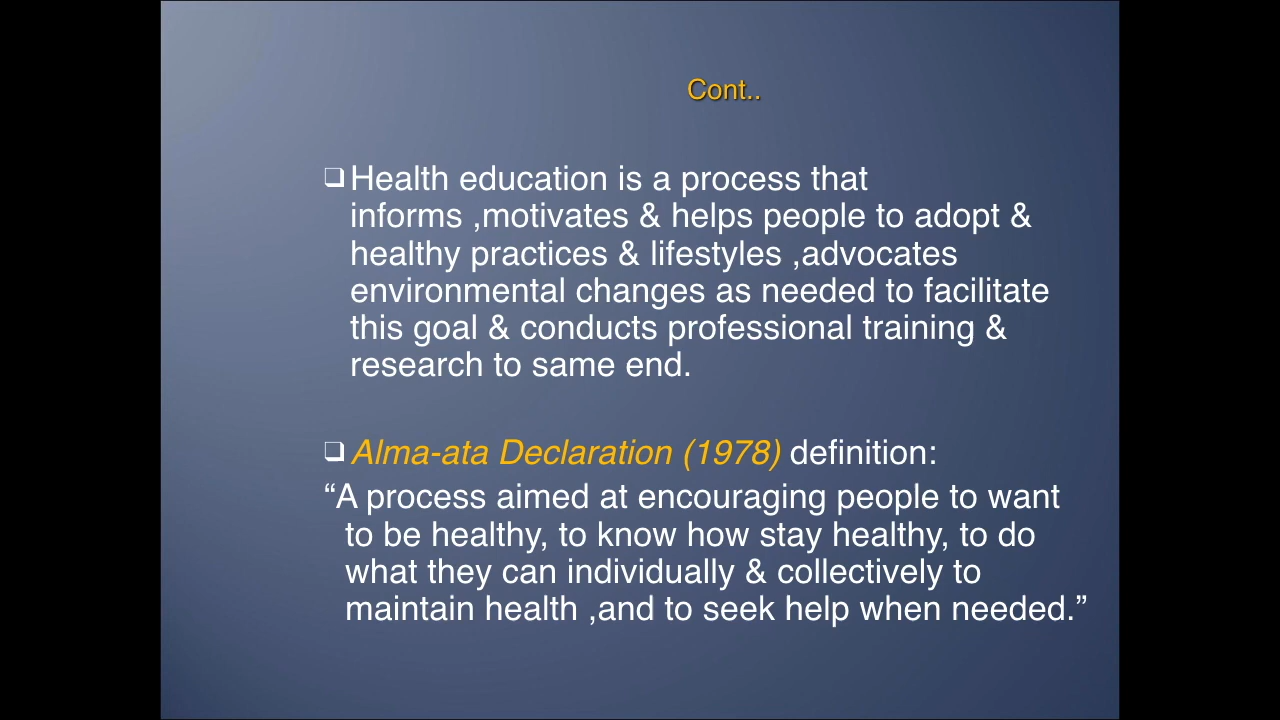 Cont..
❑Health education is a process that
informs ,motivates & helps people to adopt &
healthy practices & lifestyles ,advocates
environmental changes as needed to facilitate
this goal & conducts professional training &
research to same end.
❑Alma-ata Declaration (1978) definition:
“A process aimed at encouraging people to want
to be healthy, to know how stay healthy, to do
what they can individually & collectively to
maintain health ,and to seek help when needed.”